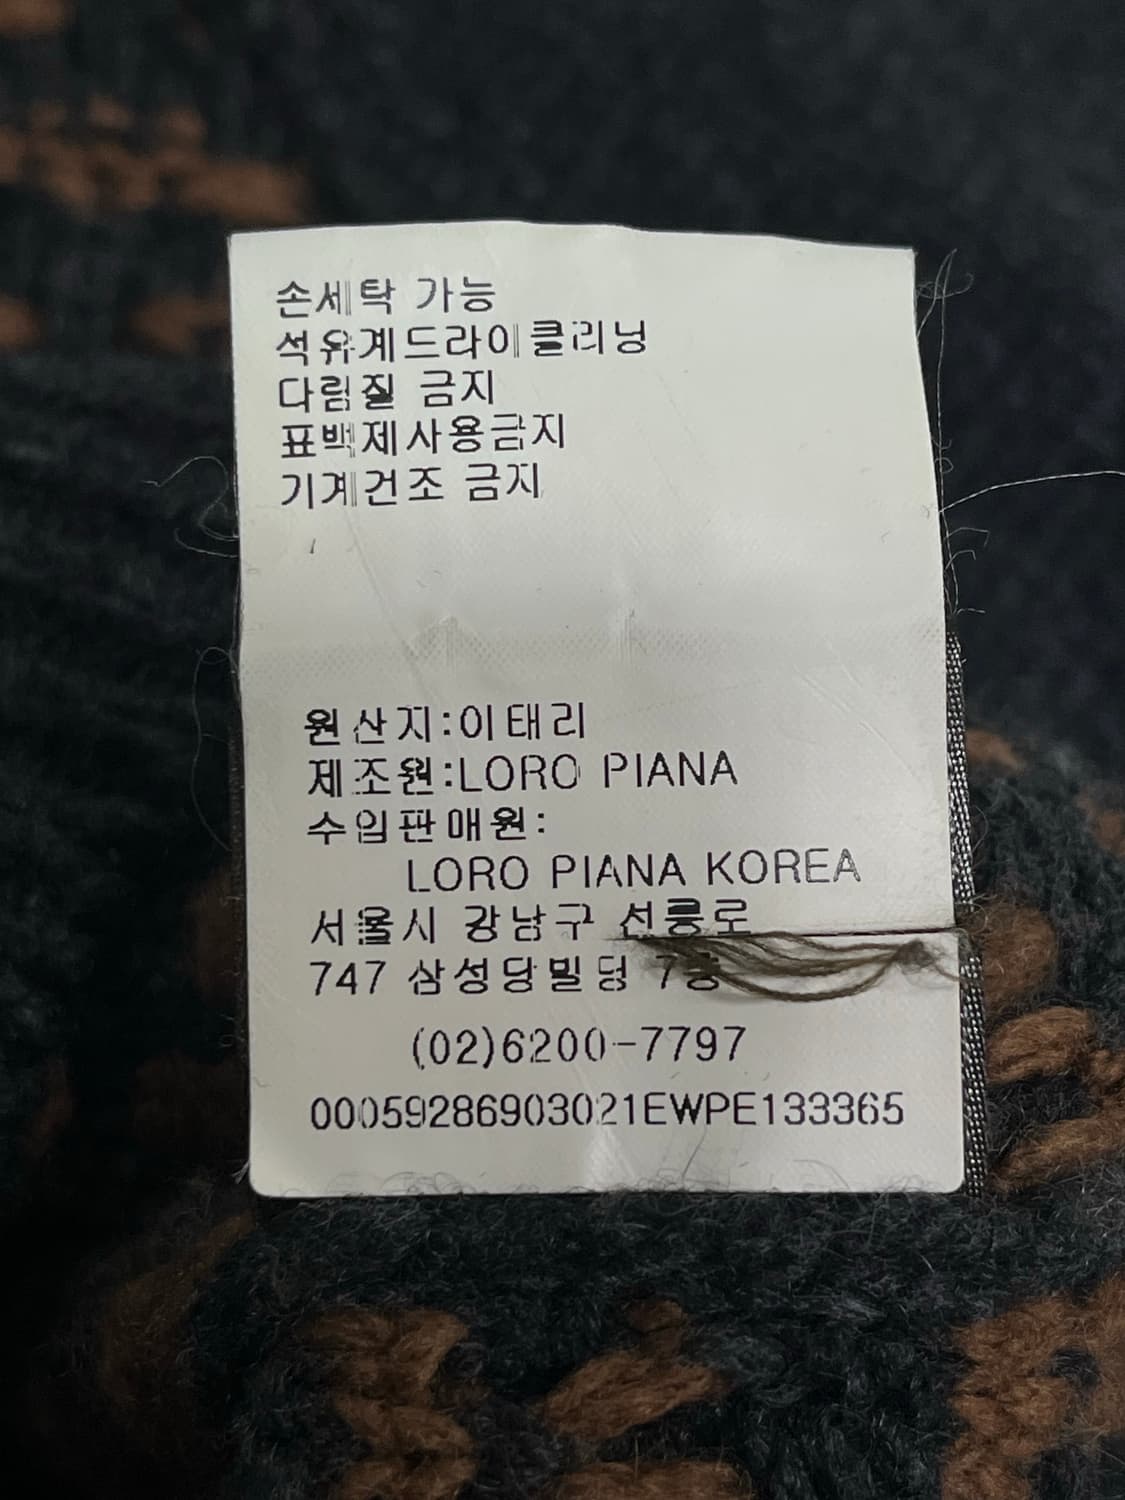 손세탁 가능
석유계드라이클리닝
다림질 금지
표백제사용금지
기계건조 금지
원산지:이태리
제조원:LORO PIANA
수입판매원:
LORO PIANA KOREA
서울시 강남구 선릉로
747 삼성당빌딩 7층
(02)6200-7797
00059286903021EWPE133365